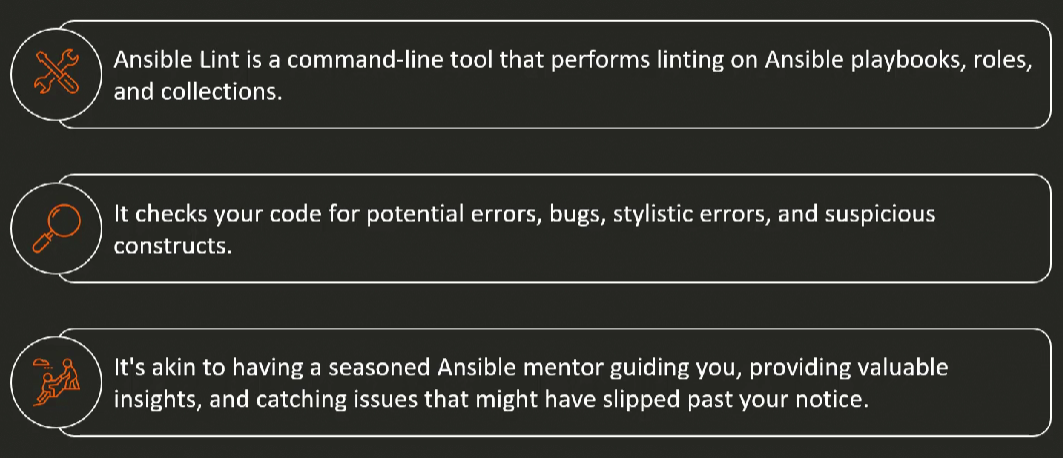 Ansible Lint is a command-line tool that performs linting on Ansible playbooks, roles,
and collections.
It checks your code for potential errors, bugs, stylistic errors, and suspicious
constructs.
It's akin to having a seasoned Ansible mentor guiding you, providing valuable
insights, and catching issues that might have slipped past your notice.